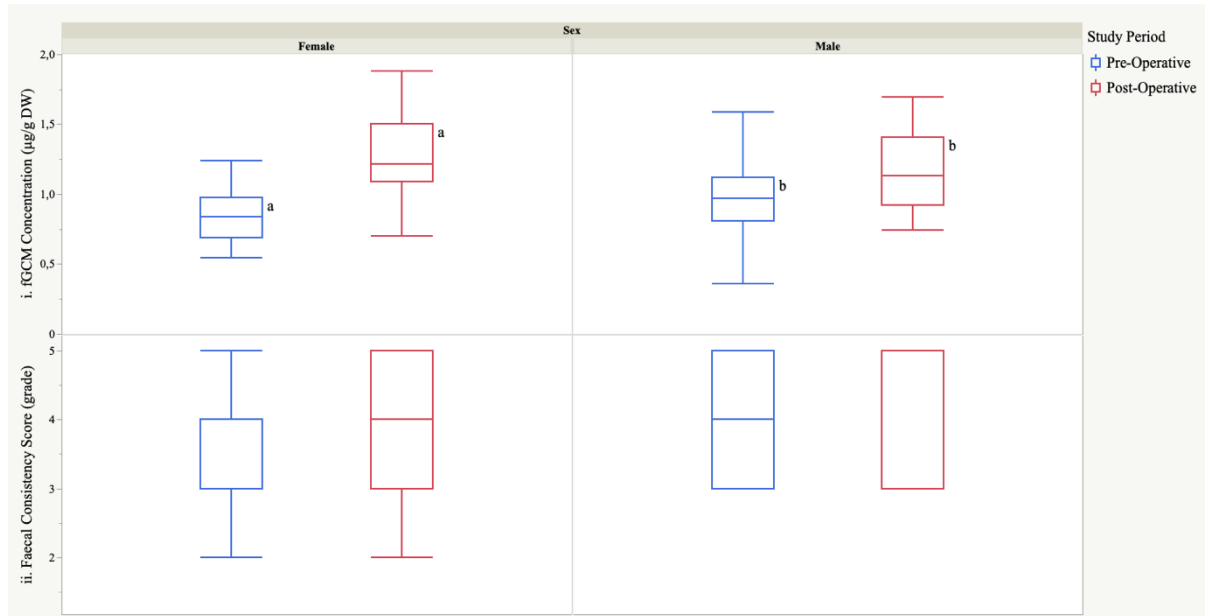 Sex
Female
Male
Study Period
Pre-Operative
Post-Operative
i. fGCM Concentration (µg/g DW)
2,0
1,5
1,0
0,5
0
a
a
b
b
ii. Faecal Consistency Score (grade)
5
4
3
2